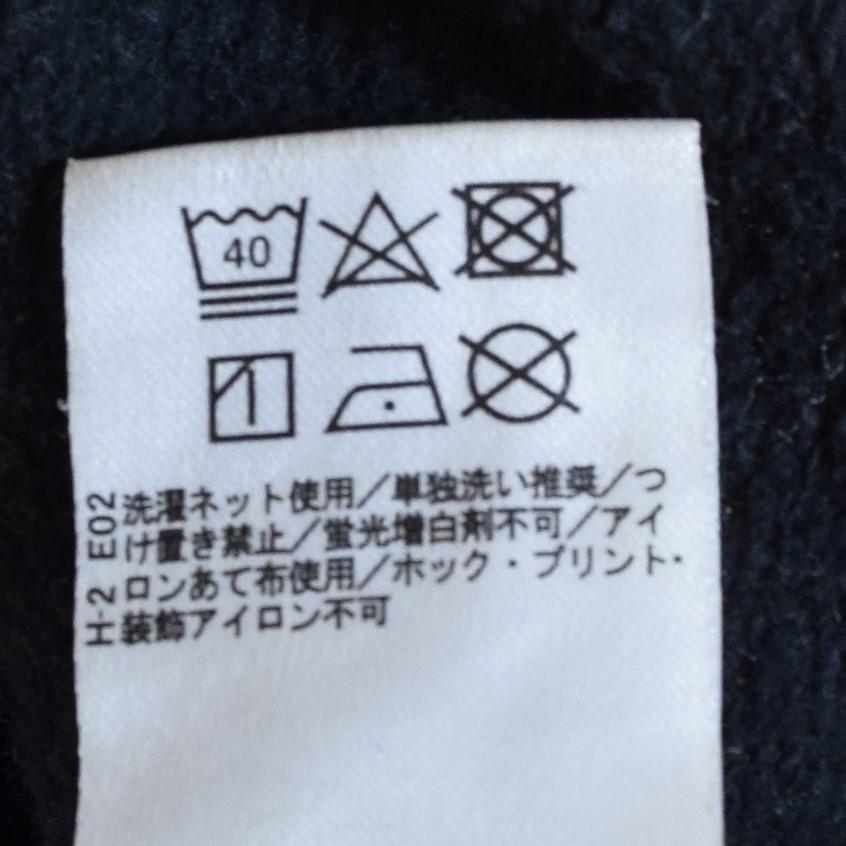 40
洗濯ネット使用／単独洗い推奨／つ
け置き禁止／蛍光増白剤不可／アイ
ロンあて布使用／ホック・プリント・
装飾アイロン不可
H-2 E02